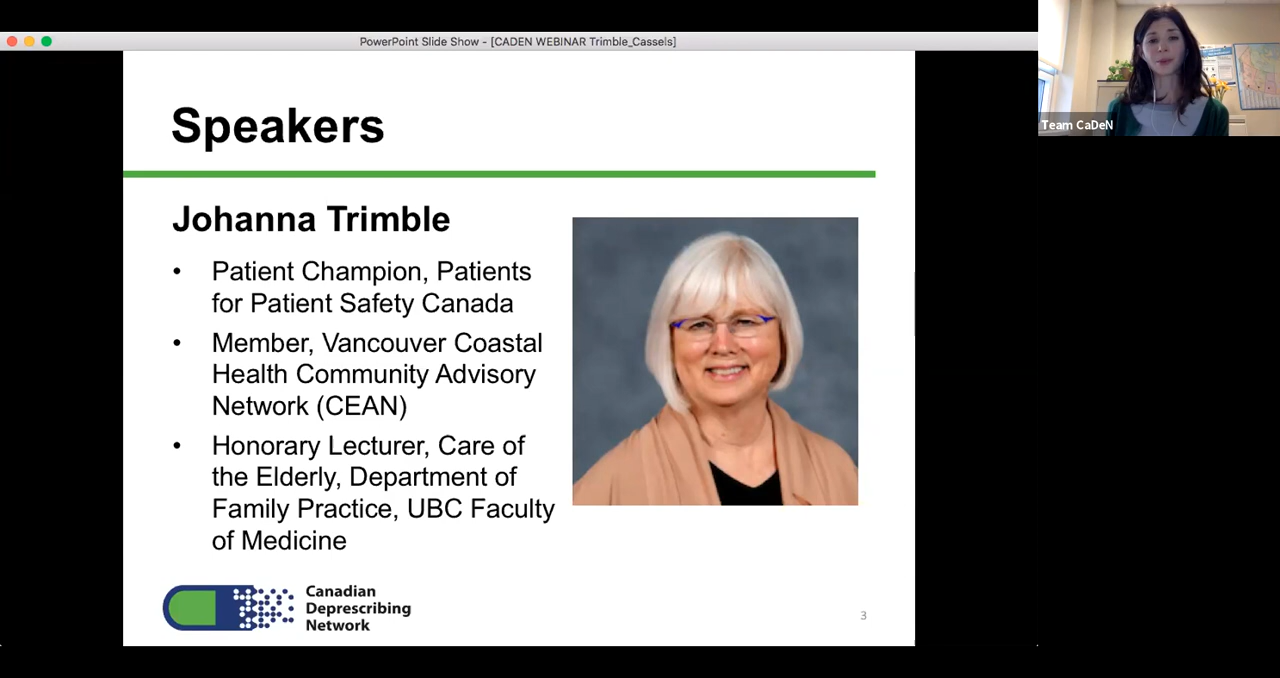 PowerPoint Slide Show - [CADEN WEBINAR Trimble_Cassels]
Team CaDeN
Speakers
Johanna Trimble
• Patient Champion, Patients
for Patient Safety Canada
• Member, Vancouver Coastal
Health Community Advisory
Network (CEAN)
• Honorary Lecturer, Care of
the Elderly, Department of
Family Practice, UBC Faculty
of Medicine
Canadian
Deprescribing
Network
3